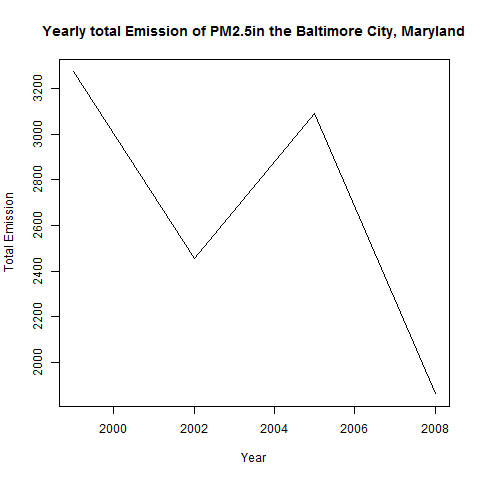 Yearly total Emission of PM2.5in the Baltimore City, Maryland
Total Emission
3200
3000
2800
2600
2400
2200
2000
2000 2002 2004 2006 2008
Year